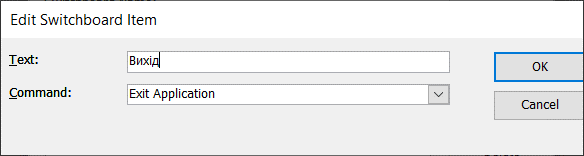 Edit Switchboard Item
Text: Вихід OK
Command: Exit Application Cancel